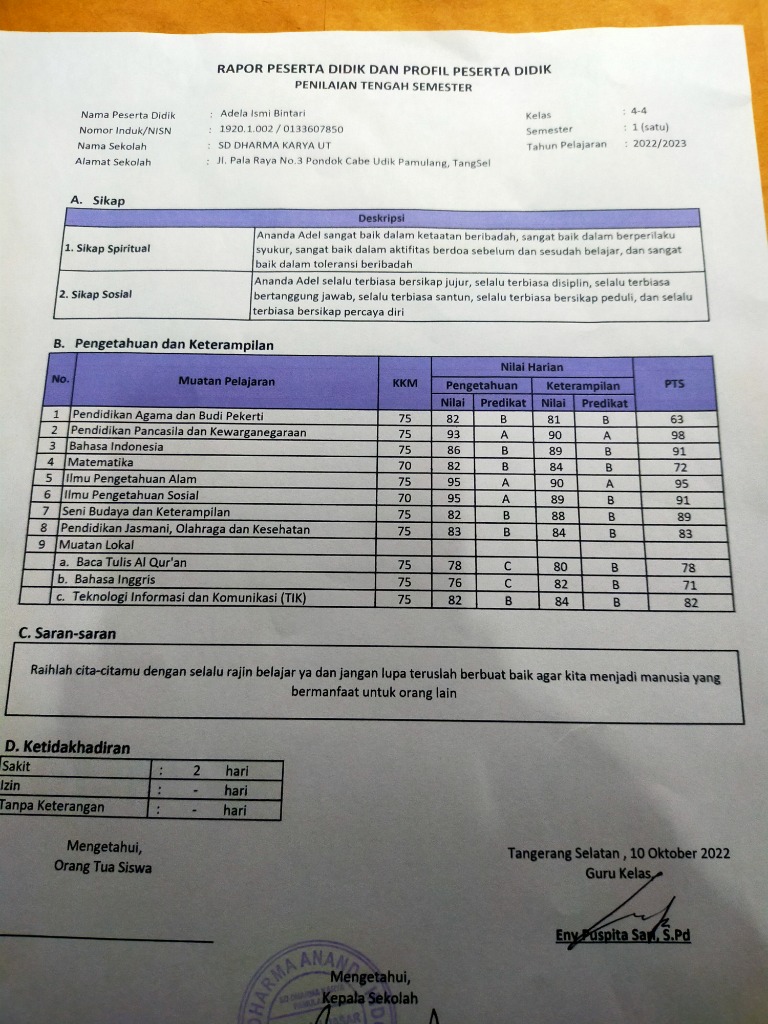 RAPOR PESERTA DIDIK DAN PROFIL PESERTA DIDIK
PENILAIAN TENGAH SEMESTER
Nama Peserta Didik : Adela Ismi Bintari Kelas : 4-4
Nomor Induk/NISN : 1920.1.002 / 0133607850 Semester : 1 (satu)
Nama Sekolah : SD DHARMA KARYA UT Tahun Pelajaran : 2022/2023
Alamat Sekolah : Jl. Pala Raya No.3 Pondok Cabe Udik Pamulang, TangSel
A. Sikap
Deskripsi
1. Sikap Spiritual
Ananda Adel sangat baik dalam ketaatan beribadah, sangat baik dalam berperilaku
syukur, sangat baik dalam aktifitas berdoa sebelum dan sesudah belajar, dan sangat
baik dalam toleransi beribadah
2. Sikap Sosial
Ananda Adel selalu terbiasa bersikap jujur, selalu terbiasa disiplin, selalu terbiasa
bertanggung jawab, selalu terbiasa santun, selalu terbiasa bersikap peduli, dan selalu
terbiasa bersikap percaya diri
B. Pengetahuan dan Keterampilan
No. Muatan Pelajaran KKM Nilai Harian PTS
Pengetahuan Keterampilan
Nilai Predikat Nilai Predikat
1 Pendidikan Agama dan Budi Pekerti 75 82 B 81 B 63
2 Pendidikan Pancasila dan Kewarganegaraan 75 93 A 90 A 98
3 Bahasa Indonesia 75 86 B 89 B 91
4 Matematika 70 82 B 84 B 72
5 Ilmu Pengetahuan Alam 75 95 A 90 A 95
6 Ilmu Pengetahuan Sosial 70 95 A 89 B 91
7 Seni Budaya dan Keterampilan 75 82 B 88 B 89
8 Pendidikan Jasmani, Olahraga dan Kesehatan 75 83 B 84 B 83
9 Muatan Lokal
a. Baca Tulis Al Qur'an 75 78 C 80 B 78
b. Bahasa Inggris 75 76 C 82 B 71
c. Teknologi Informasi dan Komunikasi (TIK) 75 82 B 84 B 82
C. Saran-saran
Raihlah cita-citamu dengan selalu rajin belajar ya dan jangan lupa teruslah berbuat baik agar kita menjadi manusia yang
bermanfaat untuk orang lain
D. Ketidakhadiran
Sakit : 2 hari
Izin : - hari
Tanpa Keterangan : - hari
Mengetahui,
Orang Tua Siswa
Tangerang Selatan , 10 Oktober 2022
Guru Kelas,
Eny Puspita Sari, S.Pd
DHARMA
Mengetahui,
Kepala Sekolah